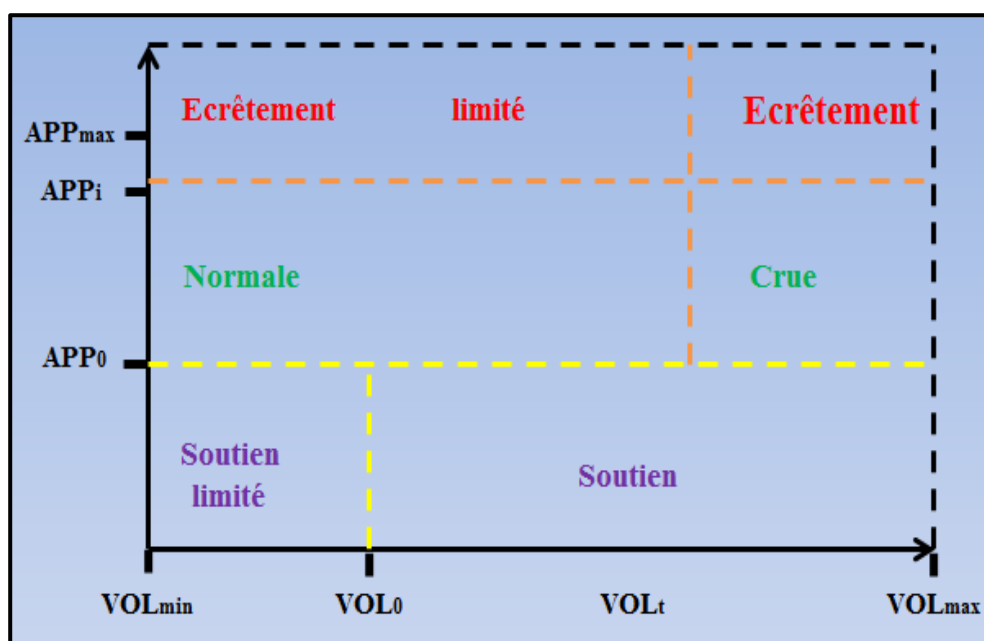 Ecrêtement limité Ecrêtement
APPmax
APPi
Normale Crue
APP0
Soutien
limité
Soutien
VOLmin VOL0 VOLt VOLmax